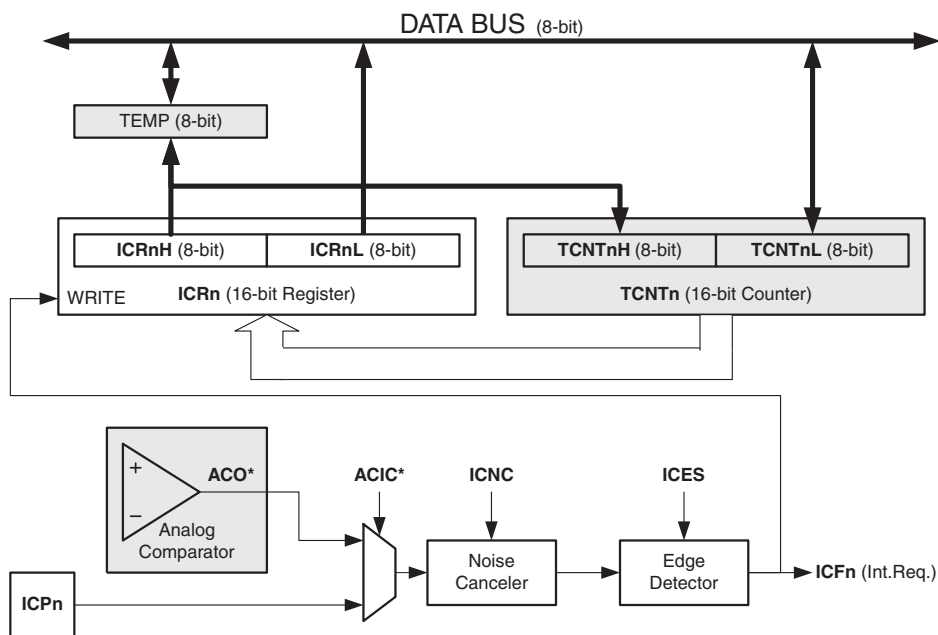 DATA BUS (8-bit)
TEMP (8-bit)
ICRnH (8-bit) ICRnL (8-bit) TCNTnH (8-bit) TCNTnL (8-bit)
WRITE ICRn (16-bit Register) TCNTn (16-bit Counter)
+ ACO* ACIC* ICNC ICES
−
Analog
Comparator
Noise
Canceler
Edge
Detector
ICFn (Int.Req.)
ICPn